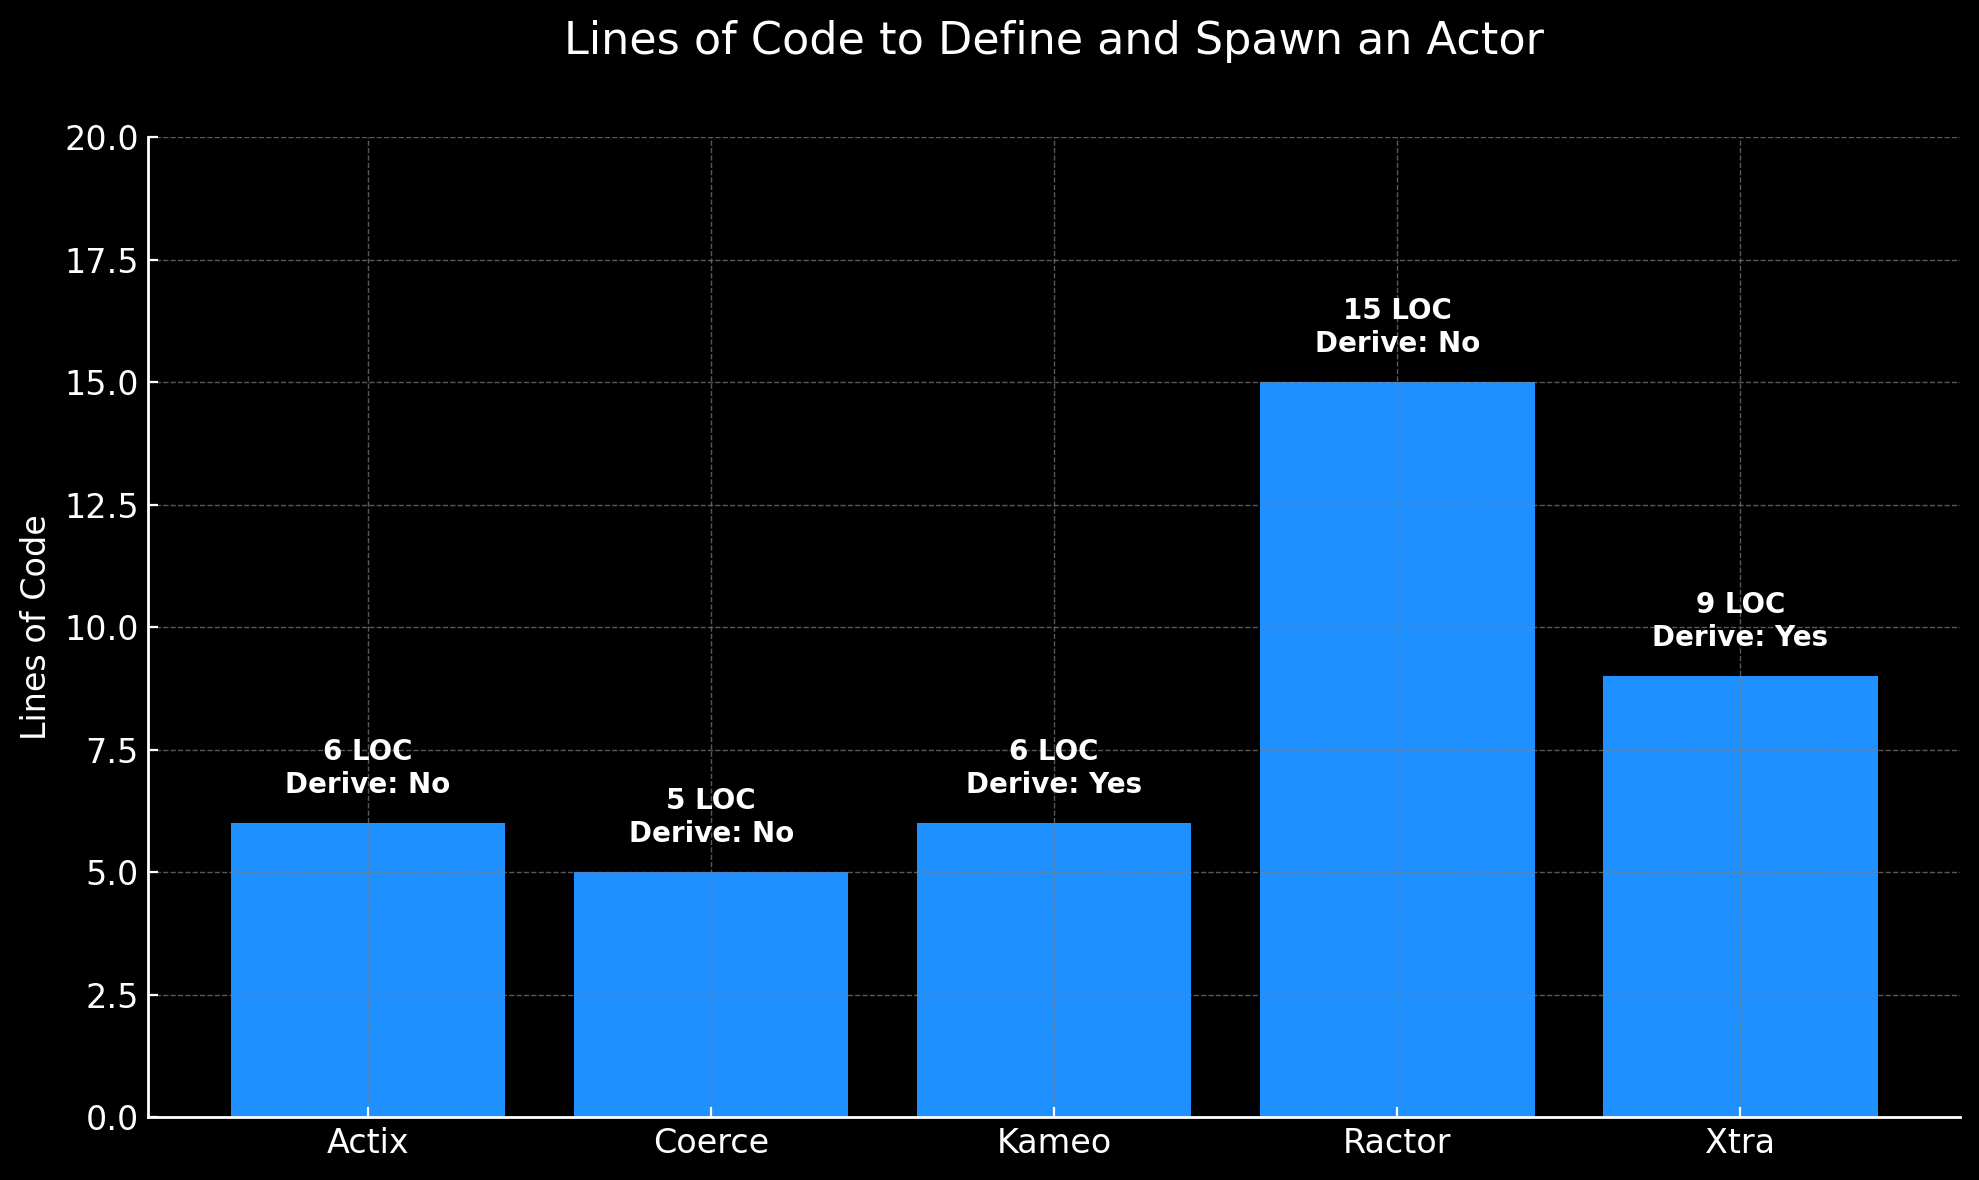 Lines of Code to Define and Spawn an Actor
Lines of Code
20.0
17.5
15.0
12.5
10.0
7.5
5.0
2.5
0.0
6 LOC
Derive: No
5 LOC
Derive: No
6 LOC
Derive: Yes
15 LOC
Derive: No
9 LOC
Derive: Yes
Actix
Coerce
Kameo
Ractor
Xtra